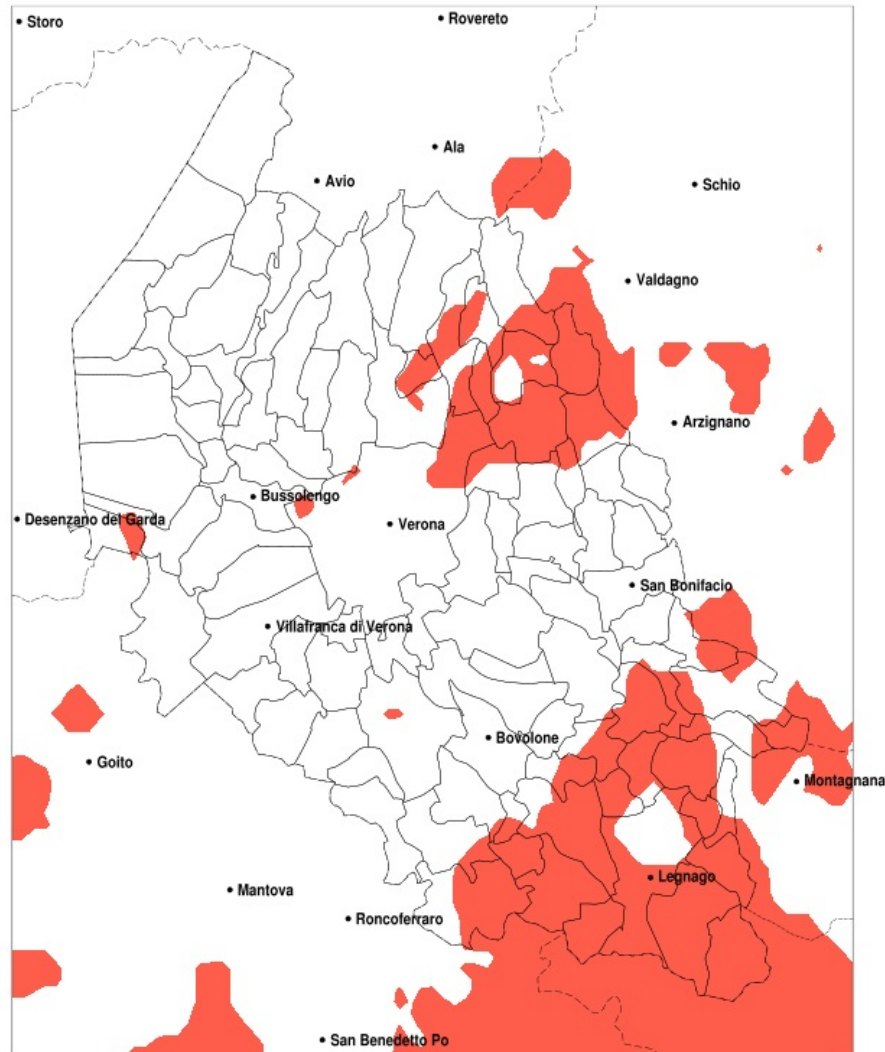 Rovereto
Storo
Ala
Avio
Schio
Valdagno
Arzignano
Bussolengo
Desenzano del Garda
Verona
San Bonifacio
Villafranca di Verona
Bovolone
Goito
Montagnana
Legnago
Mantova
Roncoferraro
San Benedetto Po